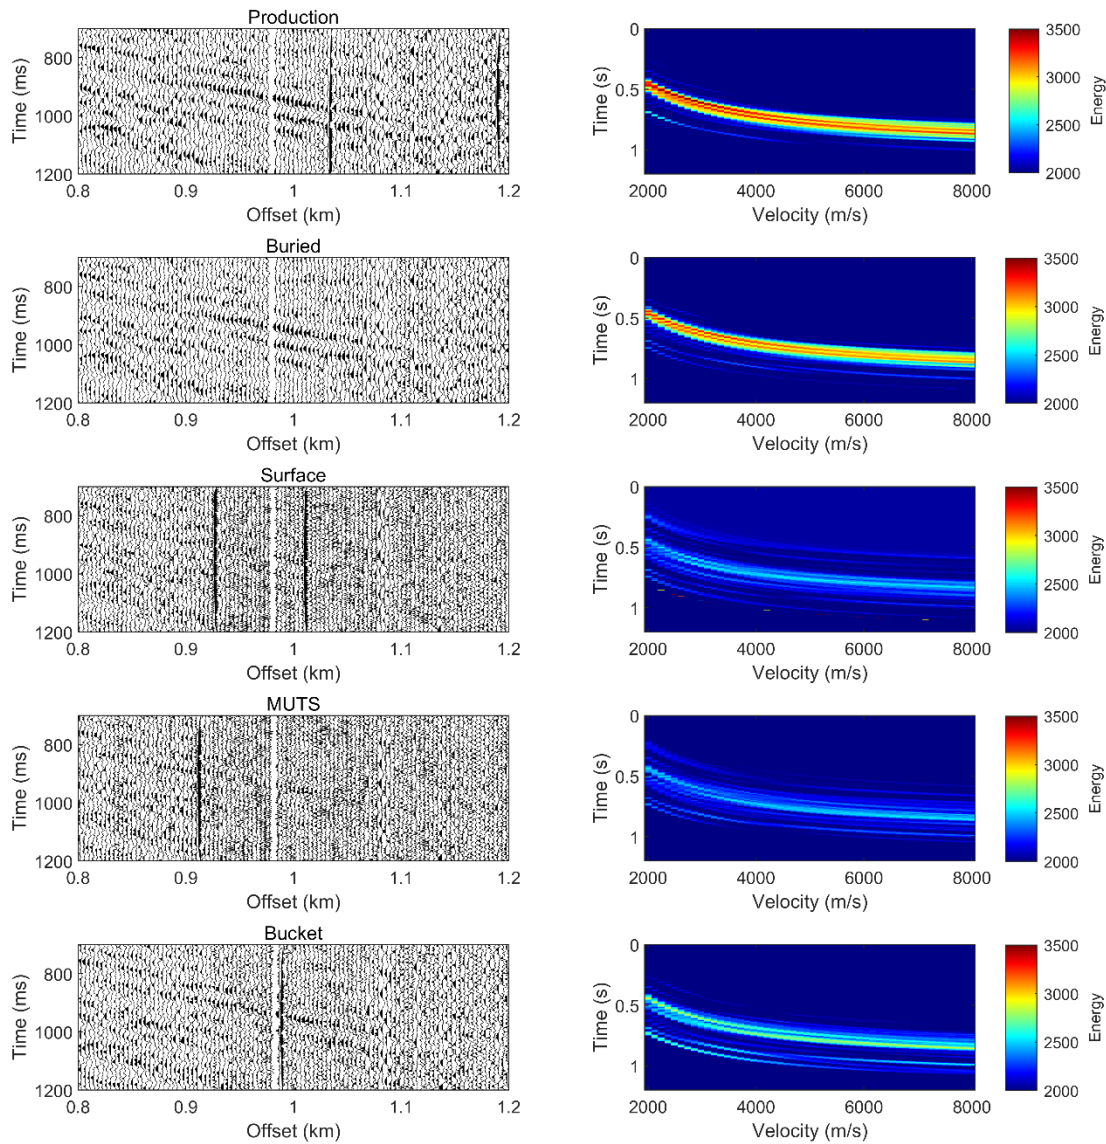 Production
800
1000
1200
Time (ms)
0.8 0.9 1 1.1 1.2
Offset (km)
0
0.5
1
Time (s)
2000 4000 6000 8000
Velocity (m/s)
3500
3000
2500
2000
Energy
Buried
800
1000
1200
Time (ms)
0.8 0.9 1 1.1 1.2
Offset (km)
0
0.5
1
Time (s)
2000 4000 6000 8000
Velocity (m/s)
3500
3000
2500
2000
Energy
Surface
800
1000
1200
Time (ms)
0.8 0.9 1 1.1 1.2
Offset (km)
0
0.5
1
Time (s)
2000 4000 6000 8000
Velocity (m/s)
3500
3000
2500
2000
Energy
MUTS
800
1000
1200
Time (ms)
0.8 0.9 1 1.1 1.2
Offset (km)
0
0.5
1
Time (s)
2000 4000 6000 8000
Velocity (m/s)
3500
3000
2500
2000
Energy
Bucket
800
1000
1200
Time (ms)
0.8 0.9 1 1.1 1.2
Offset (km)
0
0.5
1
Time (s)
2000 4000 6000 8000
Velocity (m/s)
3500
3000
2500
2000
Energy